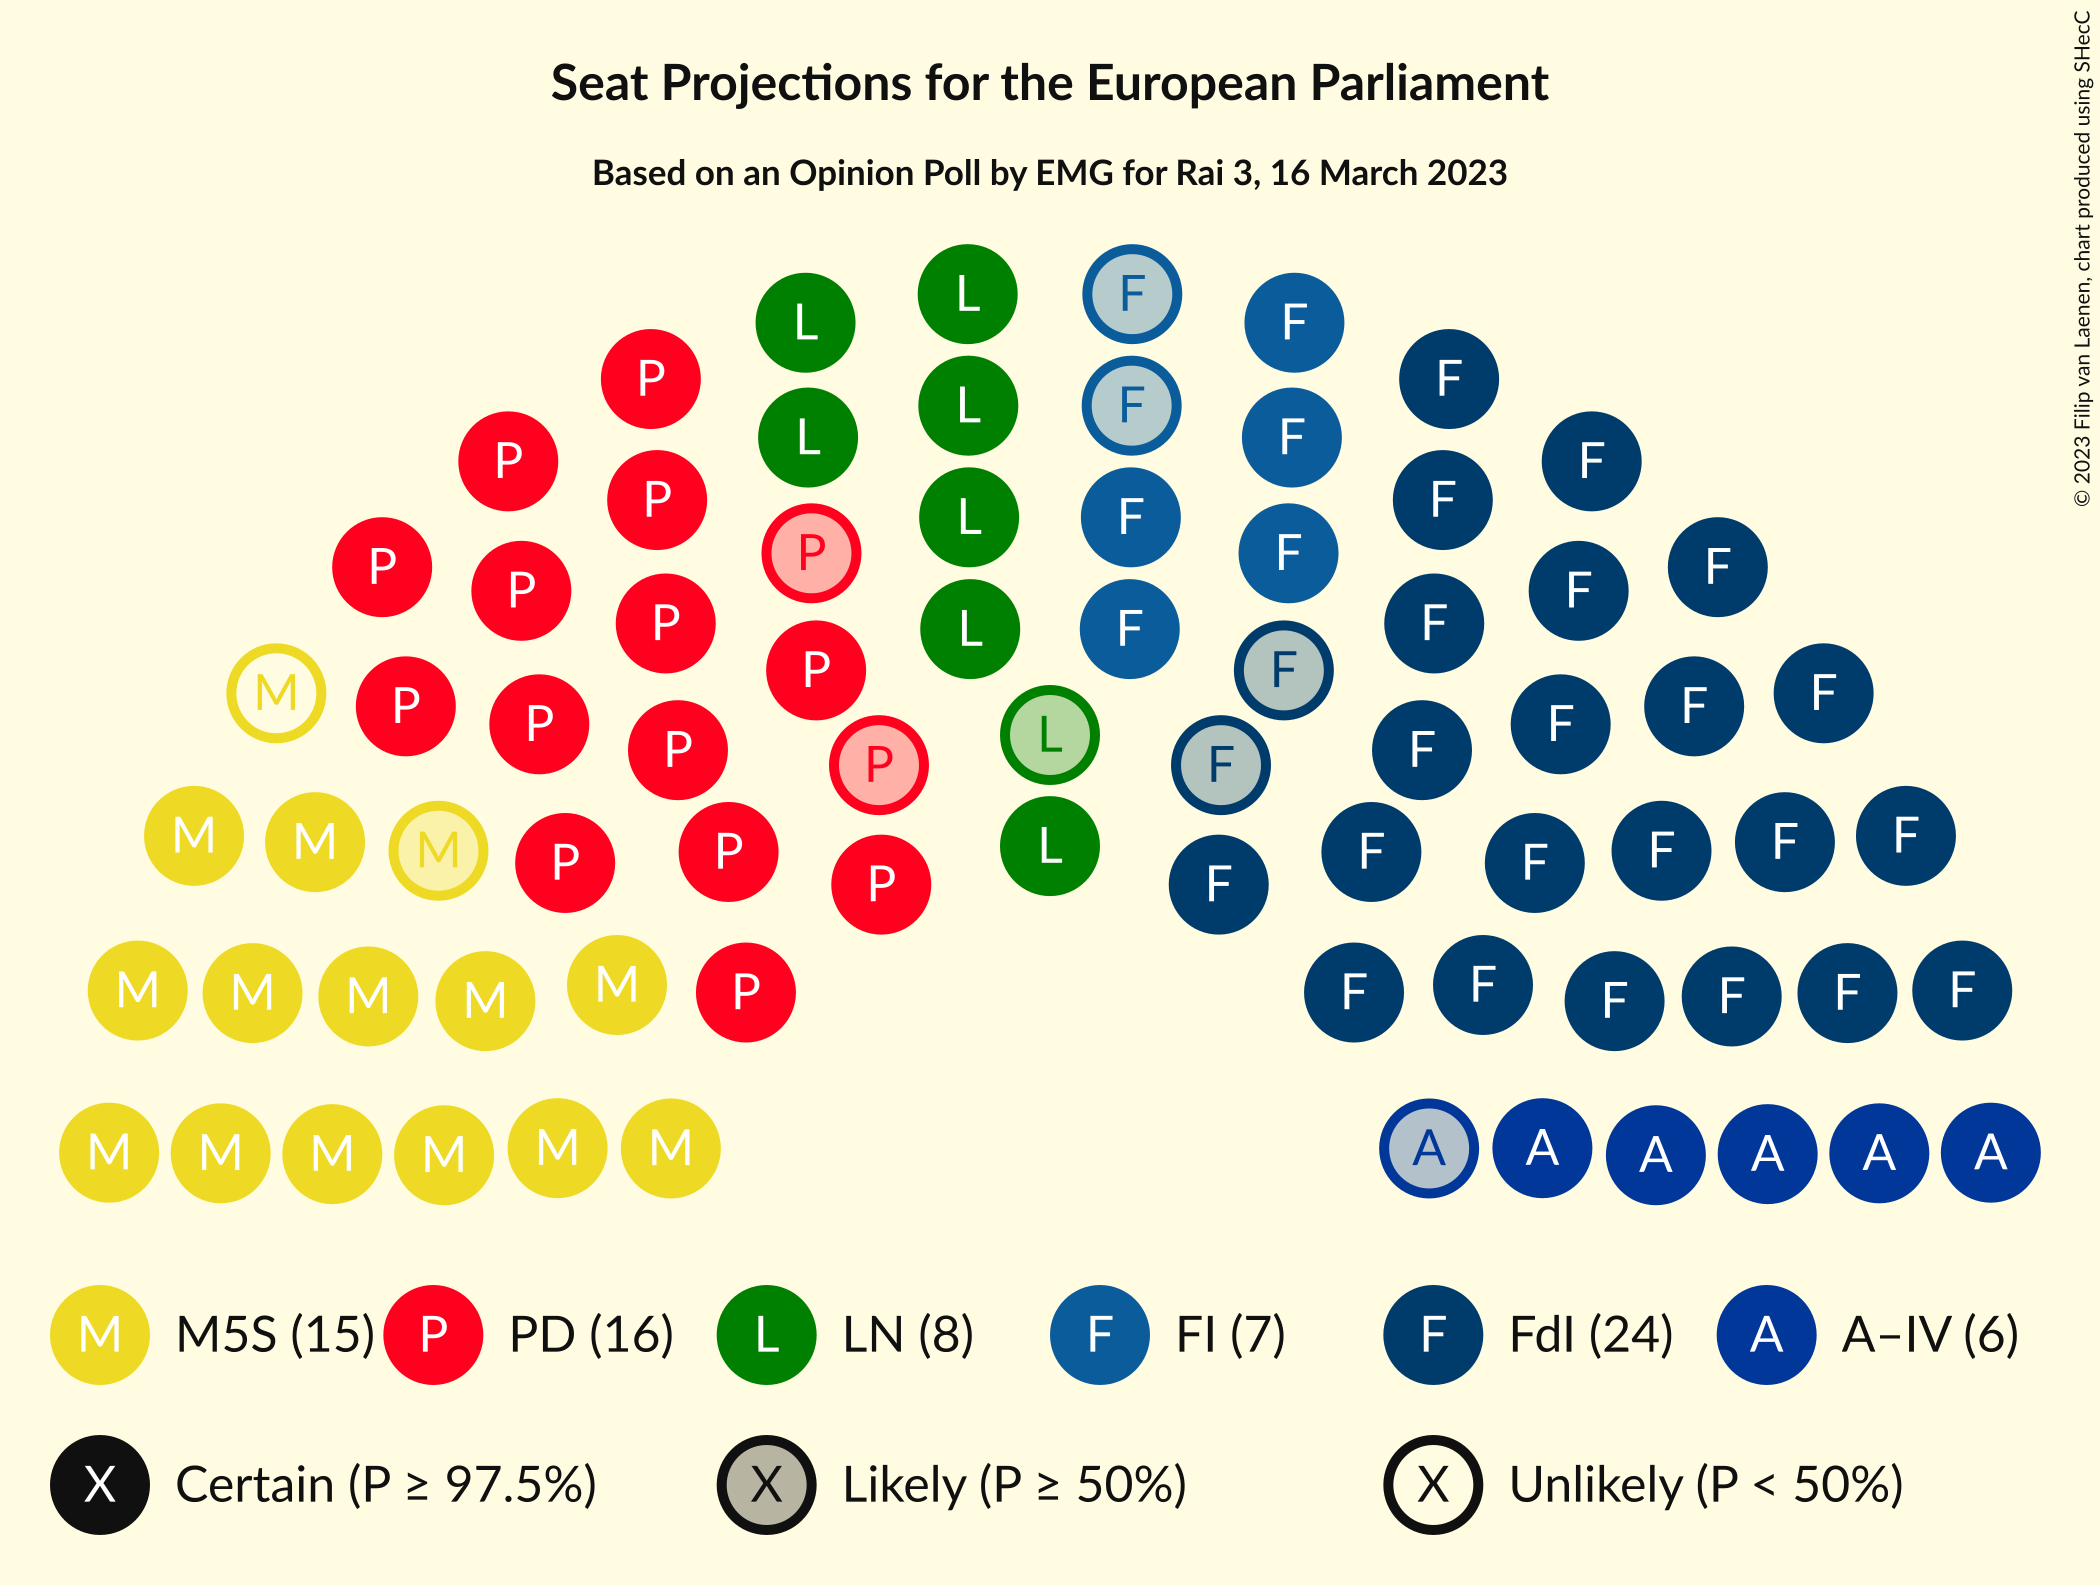 Seat Projections for the European Parliament
Based on an Opinion Poll by EMG for Rai 3, 16 March 2023
© 2023 Filip van Laenen, chart produced using SHecC
L L F F
L F
P F
L F
L F
P F
P F
L F
P P F F
P F
P F
P F
L F
P F
M P F F
P F
P F
L
P F
M M F F
L
M P P F F F
P F
M M M M M P F F F F F F
M M M M M M A A A A A A
M M5S (15) P PD (16) L LN (8) F FI (7) F FdI (24) A A–IV (6)
X Certain (P ≥ 97.5%) X Likely (P ≥ 50%) X Unlikely (P < 50%)